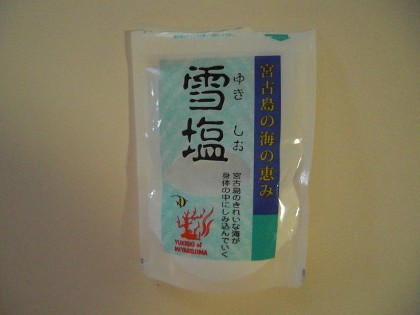 宮古島の海の恵み
雪塩
ゆき しお
宮古島のきれいな海が
身体の中にしみ込んでいく
YUKISIO of
MIYAKOJIMA